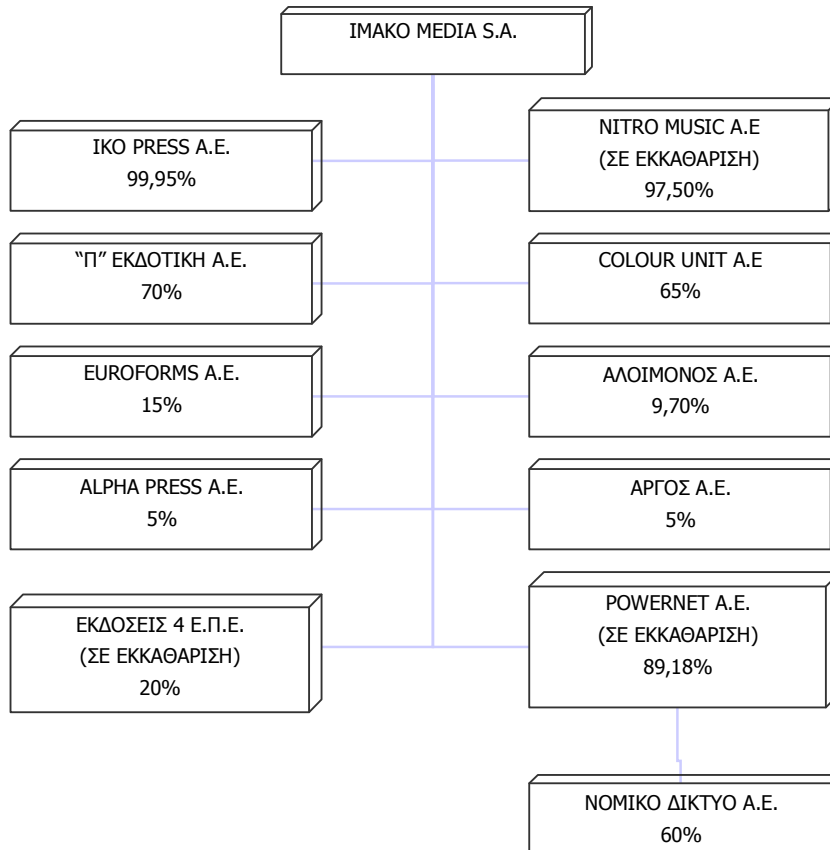 IMAKO MEDIA S.A.
IKO PRESS A.E.
99,95%
NITRO MUSIC A.E
(ΣΕ ΕΚΚΑΘΑΡΙΣΗ)
97,50%
“Π” ΕΚΔΟΤΙΚΗ Α.Ε.
70%
COLOUR UNIT A.E
65%
EUROFORMS A.E.
15%
ΑΛΟΙΜΟΝΟΣ Α.Ε.
9,70%
ALPHA PRESS A.E.
5%
ΑΡΓΟΣ Α.Ε.
5%
ΕΚΔΟΣΕΙΣ 4 Ε.Π.Ε.
(ΣΕ ΕΚΚΑΘΑΡΙΣΗ)
20%
POWERNET A.E.
(ΣΕ ΕΚΚΑΘΑΡΙΣΗ)
89,18%
ΝΟΜΙΚΟ ΔΙΚΤΥΟ Α.Ε.
60%